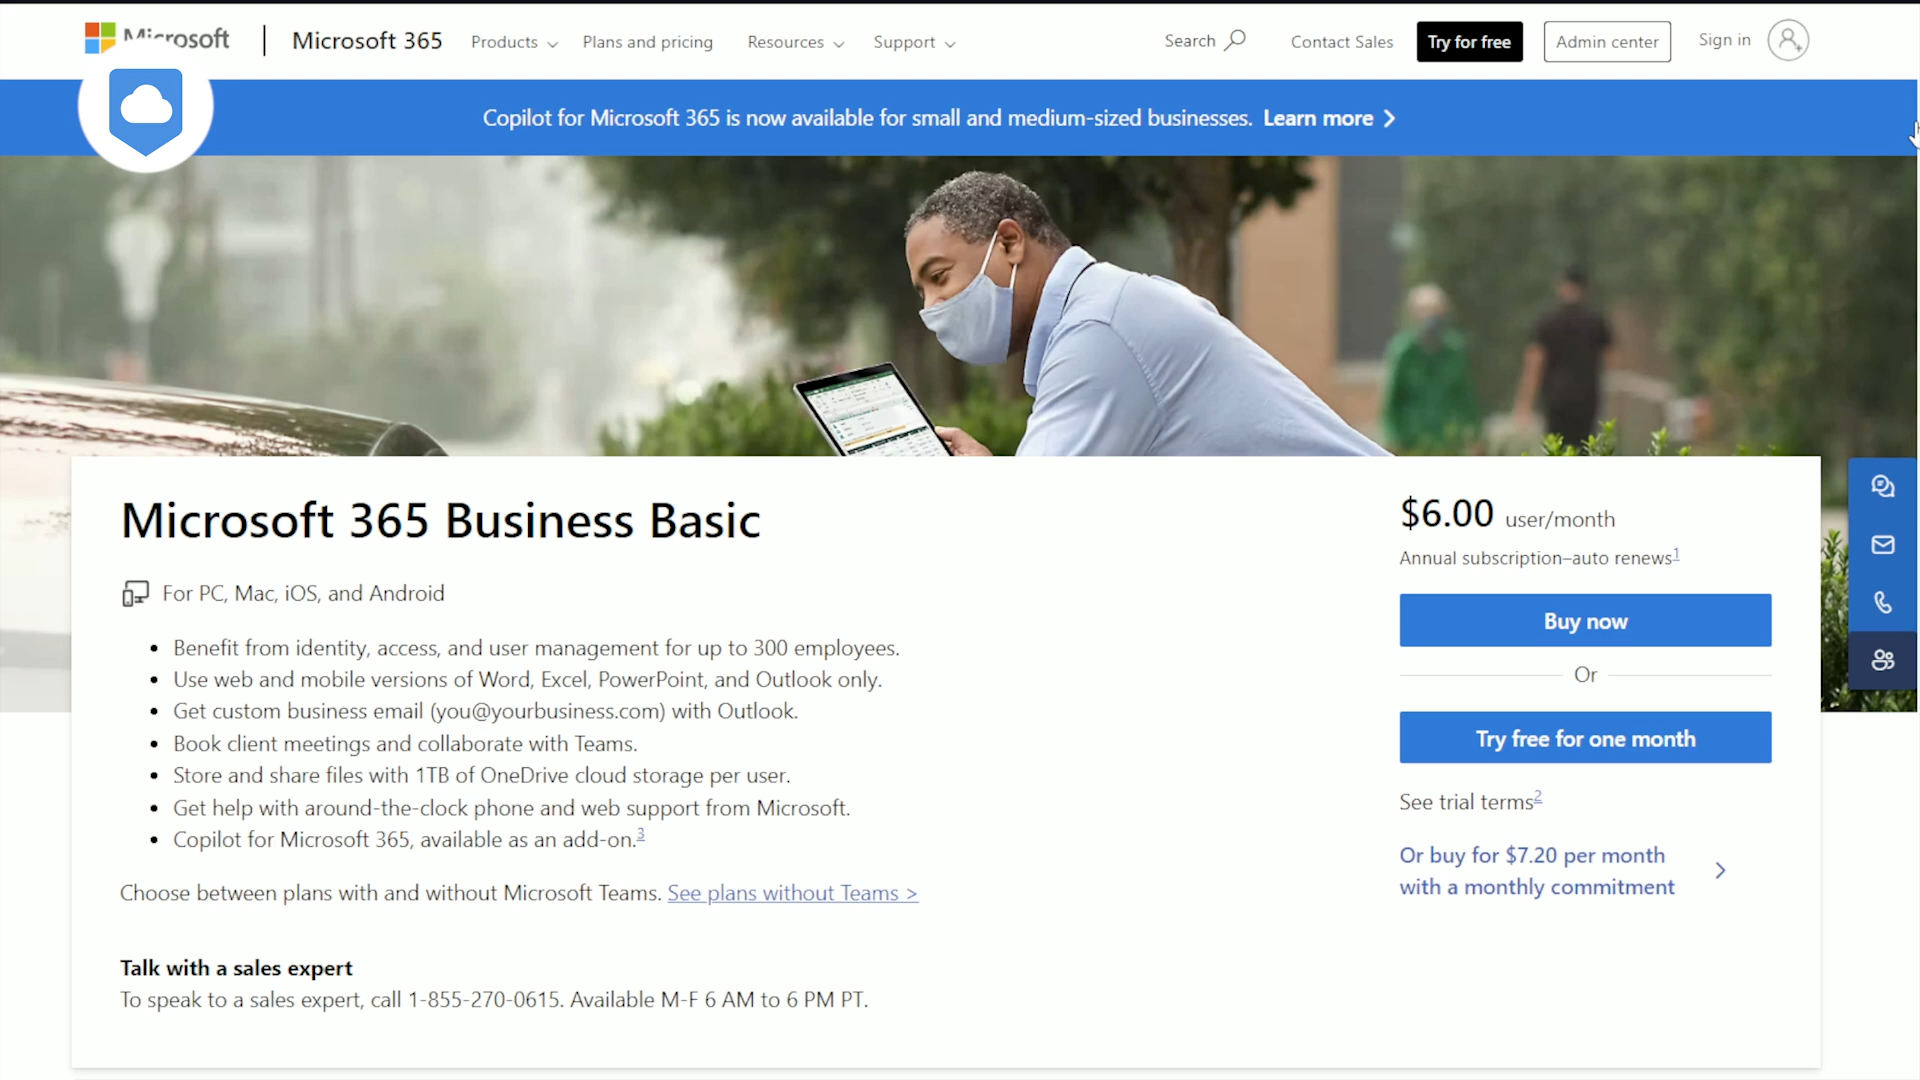 Microsoft
Microsoft 365
Products
Plans and pricing
Resources
Support
Search
Contact Sales
Try for free
Admin center
Sign in
Copilot for Microsoft 365 is now available for small and medium-sized businesses. Learn more
Microsoft 365 Business Basic
For PC, Mac, iOS, and Android
• Benefit from identity, access, and user management for up to 300 employees.
• Use web and mobile versions of Word, Excel, PowerPoint, and Outlook only.
• Get custom business email (you@yourbusiness.com) with Outlook.
• Book client meetings and collaborate with Teams.
• Store and share files with 1TB of OneDrive cloud storage per user.
• Get help with around-the-clock phone and web support from Microsoft.
• Copilot for Microsoft 365, available as an add-on.3
Choose between plans with and without Microsoft Teams. See plans without Teams >
Talk with a sales expert
To speak to a sales expert, call 1-855-270-0615. Available M-F 6 AM to 6 PM PT.
$6.00 user/month
Annual subscription–auto renews1
Buy now
Or
Try free for one month
See trial terms2
Or buy for $7.20 per month
with a monthly commitment